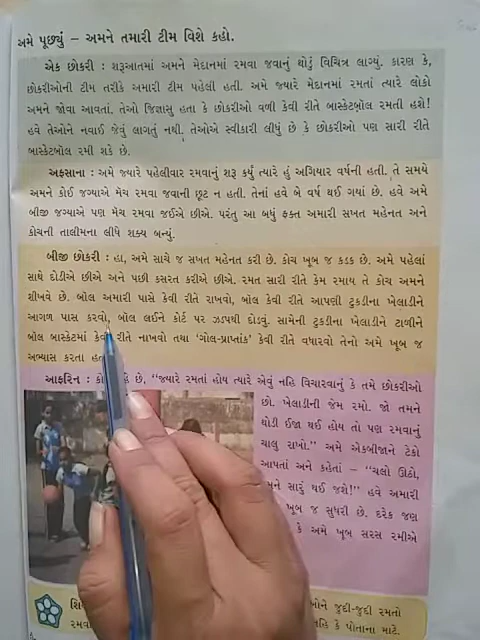 અમે પૂછ્યું – અમને તમારી ટીમ વિશે કહો.
એક છોકરી : શરૂઆતમાં અમને મેદાનમાં રમવા જવાનું થોડું વિચિત્ર લાગ્યું. કારણ કે,
છોકરીઓની ટીમ તરીકે અમારી ટીમ પહેલી હતી. અમે જ્યારે મેદાનમાં રમતાં ત્યારે લોકો
અમને જોવા આવતાં. તેઓ જિજ્ઞાસુ હતા કે છોકરીઓ વળી કેવી રીતે બાસ્કેટબોલ રમતી હશે!
હવે તેઓને નવાઈ જેવું લાગતું નથી, તેઓએ સ્વીકારી લીધું છે કે છોકરીઓ પણ સારી રીતે
બાસ્કેટબોલ રમી શકે છે.
અફસાના : અમે જ્યારે પહેલીવાર રમવાનું શરૂ કર્યું ત્યારે હું અગિયાર વર્ષની હતી. તે સમયે
અમને કોઈ જગ્યાએ મેચ રમવા જવાની છૂટ ન હતી. તેનાં હવે બે વર્ષ થઈ ગયાં છે. હવે અમે
બીજી જગ્યાએ પણ મેચ રમવા જઈએ છીએ. પરંતુ આ બધું ફક્ત અમારી સખત મહેનત અને
કોચની તાલીમના લીધે શક્ય બન્યું.
બીજી છોકરી : હા, અમે સાચે જ સખત મહેનત કરી છે. કોચ ખૂબ જ કડક છે. અમે પહેલાં
સાથે દોડીએ છીએ અને પછી કસરત કરીએ છીએ. રમત સારી રીતે કેમ રમાય તે કોચ અમને
શીખવે છે. બોલ અમારી પાસે કેવી રીતે રાખવો, બોલ કેવી રીતે આપણી ટુકડીના ખેલાડીને
આગળ પાસ કરવો, બોલ લઈને કોર્ટ પર ઝડપથી દોડવું. સામેની ટુકડીના ખેલાડીને ટાળીને
બોલ બાસ્કેટમાં કેવી રીતે નાખવો તથા ‘ગોલ-પ્રાપ્તાંક’ કેવી રીતે વધારવો તેનો અમે ખૂબ જ
અભ્યાસ કરતા
આફરિન : છે, “જ્યારે રમતાં હોય ત્યારે એવું નહિ વિચારવાનું કે તમે છોકરીઓ
છો. ખેલાડીની જેમ રમો. જો તમને
થોડી ઈજા થઈ હોય તો પણ રમવાનું
ચાલુ રાખો.” અમે એકબીજાને ટેકો
આપતાં અને કહેતાં – “ચલો ઊઠો,
સારું થઈ જશે!” હવે અમારી
ખૂબ જ સુધરી છે. દરેક જણ
કે અમે ખૂબ સરસ રમીએ
જુદી-જુદી રમતો
કે પોતાના માટે.